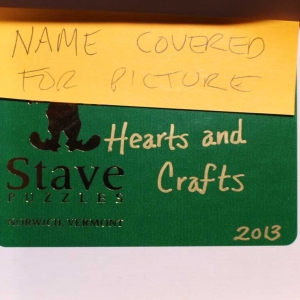 NAME COVERED
FOR PICTURE
Hearts and
Crafts
Stave
PUZZLES
NORWICH, VERMONT
2013